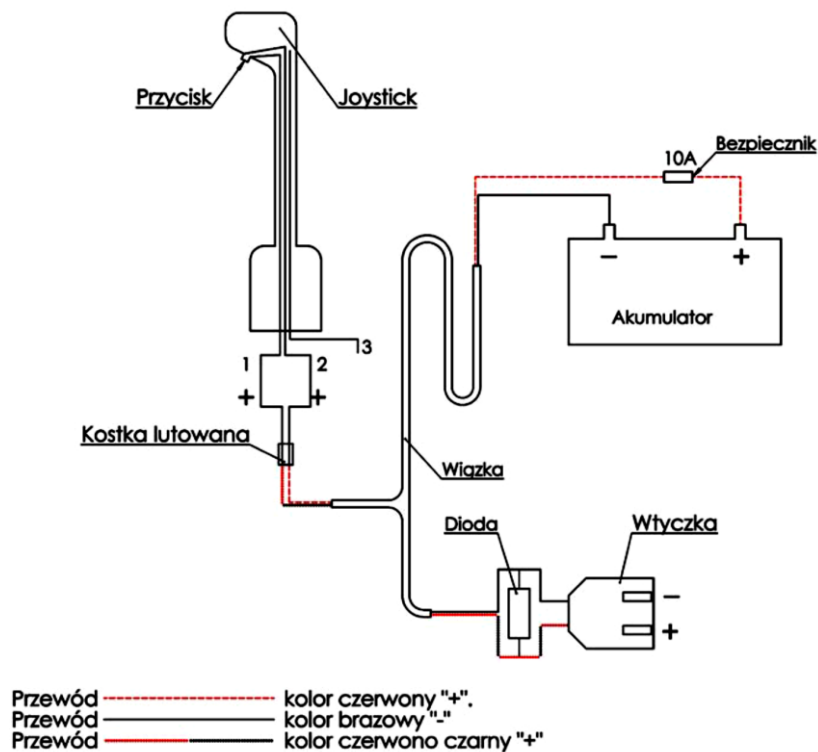 Przycisk
Joystick
Bezpiecznik
10A
− +
Akumulator
3
1 2
+ +
Kostka lutowana
Wiązka
Dioda
Wtyczka
−
+
Przewód kolor czerwony "+".
Przewód kolor brazowy "-"
Przewód kolor czerwono czarny "+"